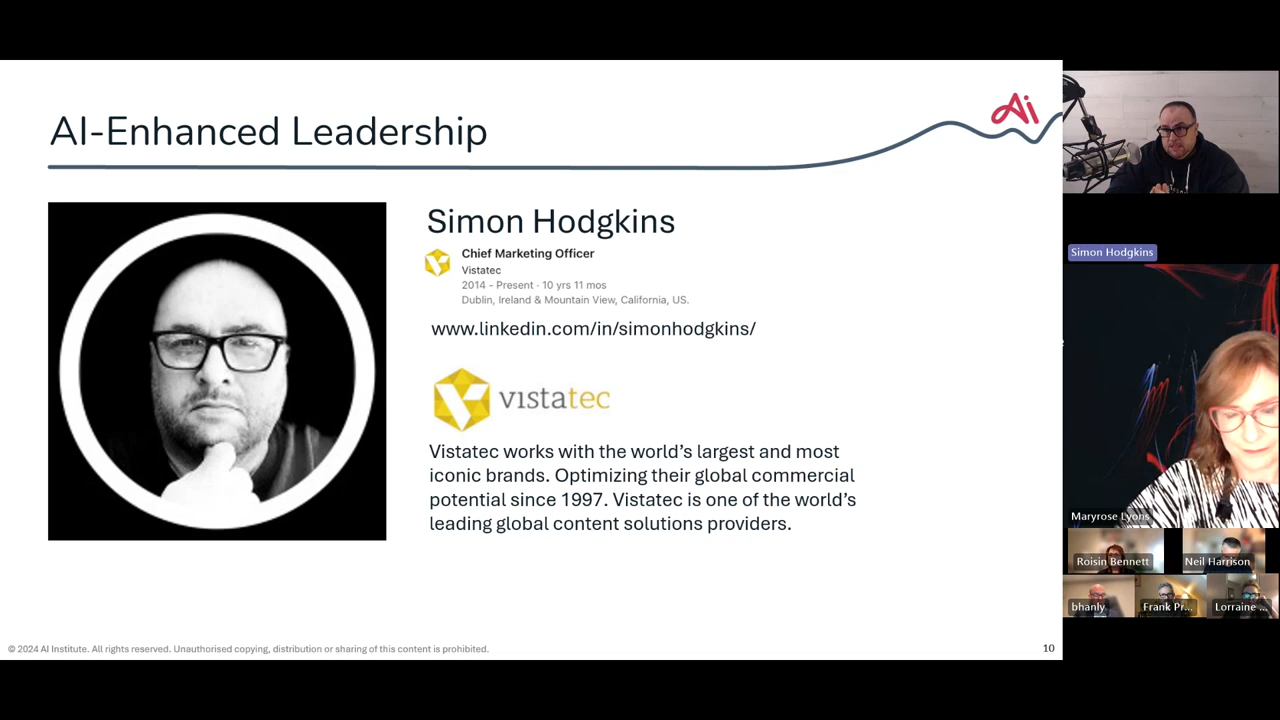 AI-Enhanced Leadership
Ai
Simon Hodgkins
Chief Marketing Officer
Vistatec
2014 - Present · 10 yrs 11 mos
Dublin, Ireland & Mountain View, California, US.
www.linkedin.com/in/simonhodgkins/
vistatec
Vistatec works with the world's largest and most
iconic brands. Optimizing their global commercial
potential since 1997. Vistatec is one of the world's
leading global content solutions providers.
© 2024 AI Institute. All rights reserved. Unauthorised copying, distribution or sharing of this content is prohibited.
10
Simon Hodgkins
Maryrose Lyons
Roisin Bennett
Neil Harrison
bhanly
Frank Pr...
Lorraine ...